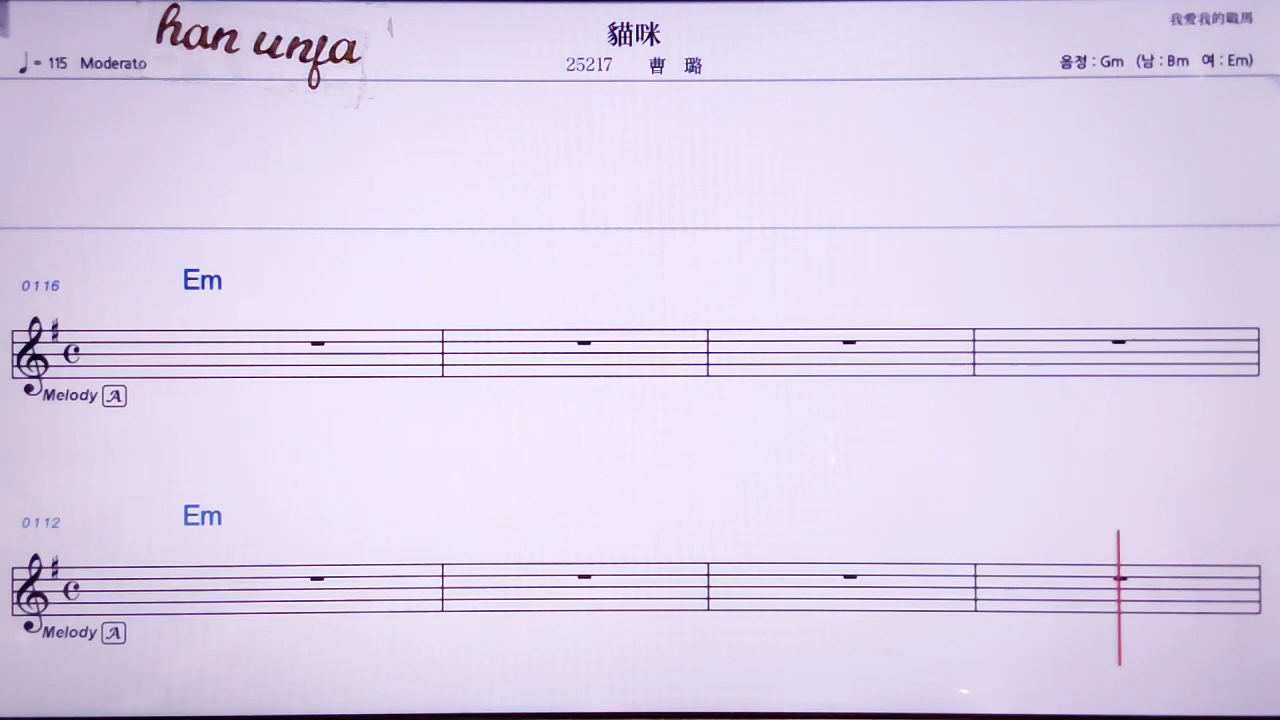 han unfa
貓咪
我愛我的戰馬
♩= 115 Moderato
25217 曹 璐
음정 : Gm (남 : Bm 여 : Em)
0116 Em
Melody A
0112 Em
Melody A